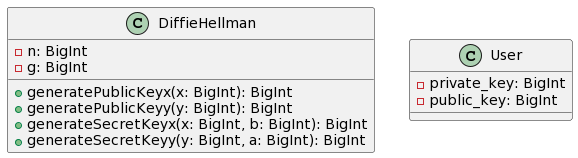 C DiffieHellman
n: BigInt
g: BigInt
generatePublicKeyx(x: BigInt): BigInt
generatePublicKeyy(y: BigInt): BigInt
generateSecretKeyx(x: BigInt, b: BigInt): BigInt
generateSecretKeyy(y: BigInt, a: BigInt): BigInt
C User
private_key: BigInt
public_key: BigInt